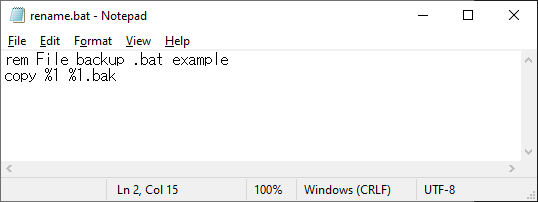 rename.bat - Notepad
File Edit Format View Help
rem File backup .bat example
copy %1 %1.bak
Ln 2, Col 15 100% Windows (CRLF) UTF-8